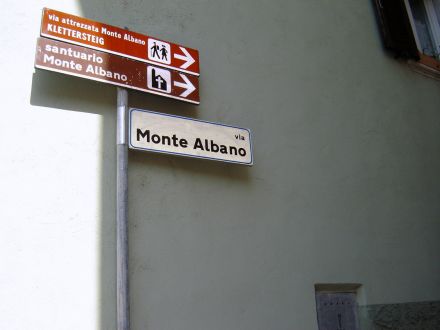 via attrezzata Monte Albano
KLETTERSTEIG
santuario
Monte Albano
via
Monte Albano